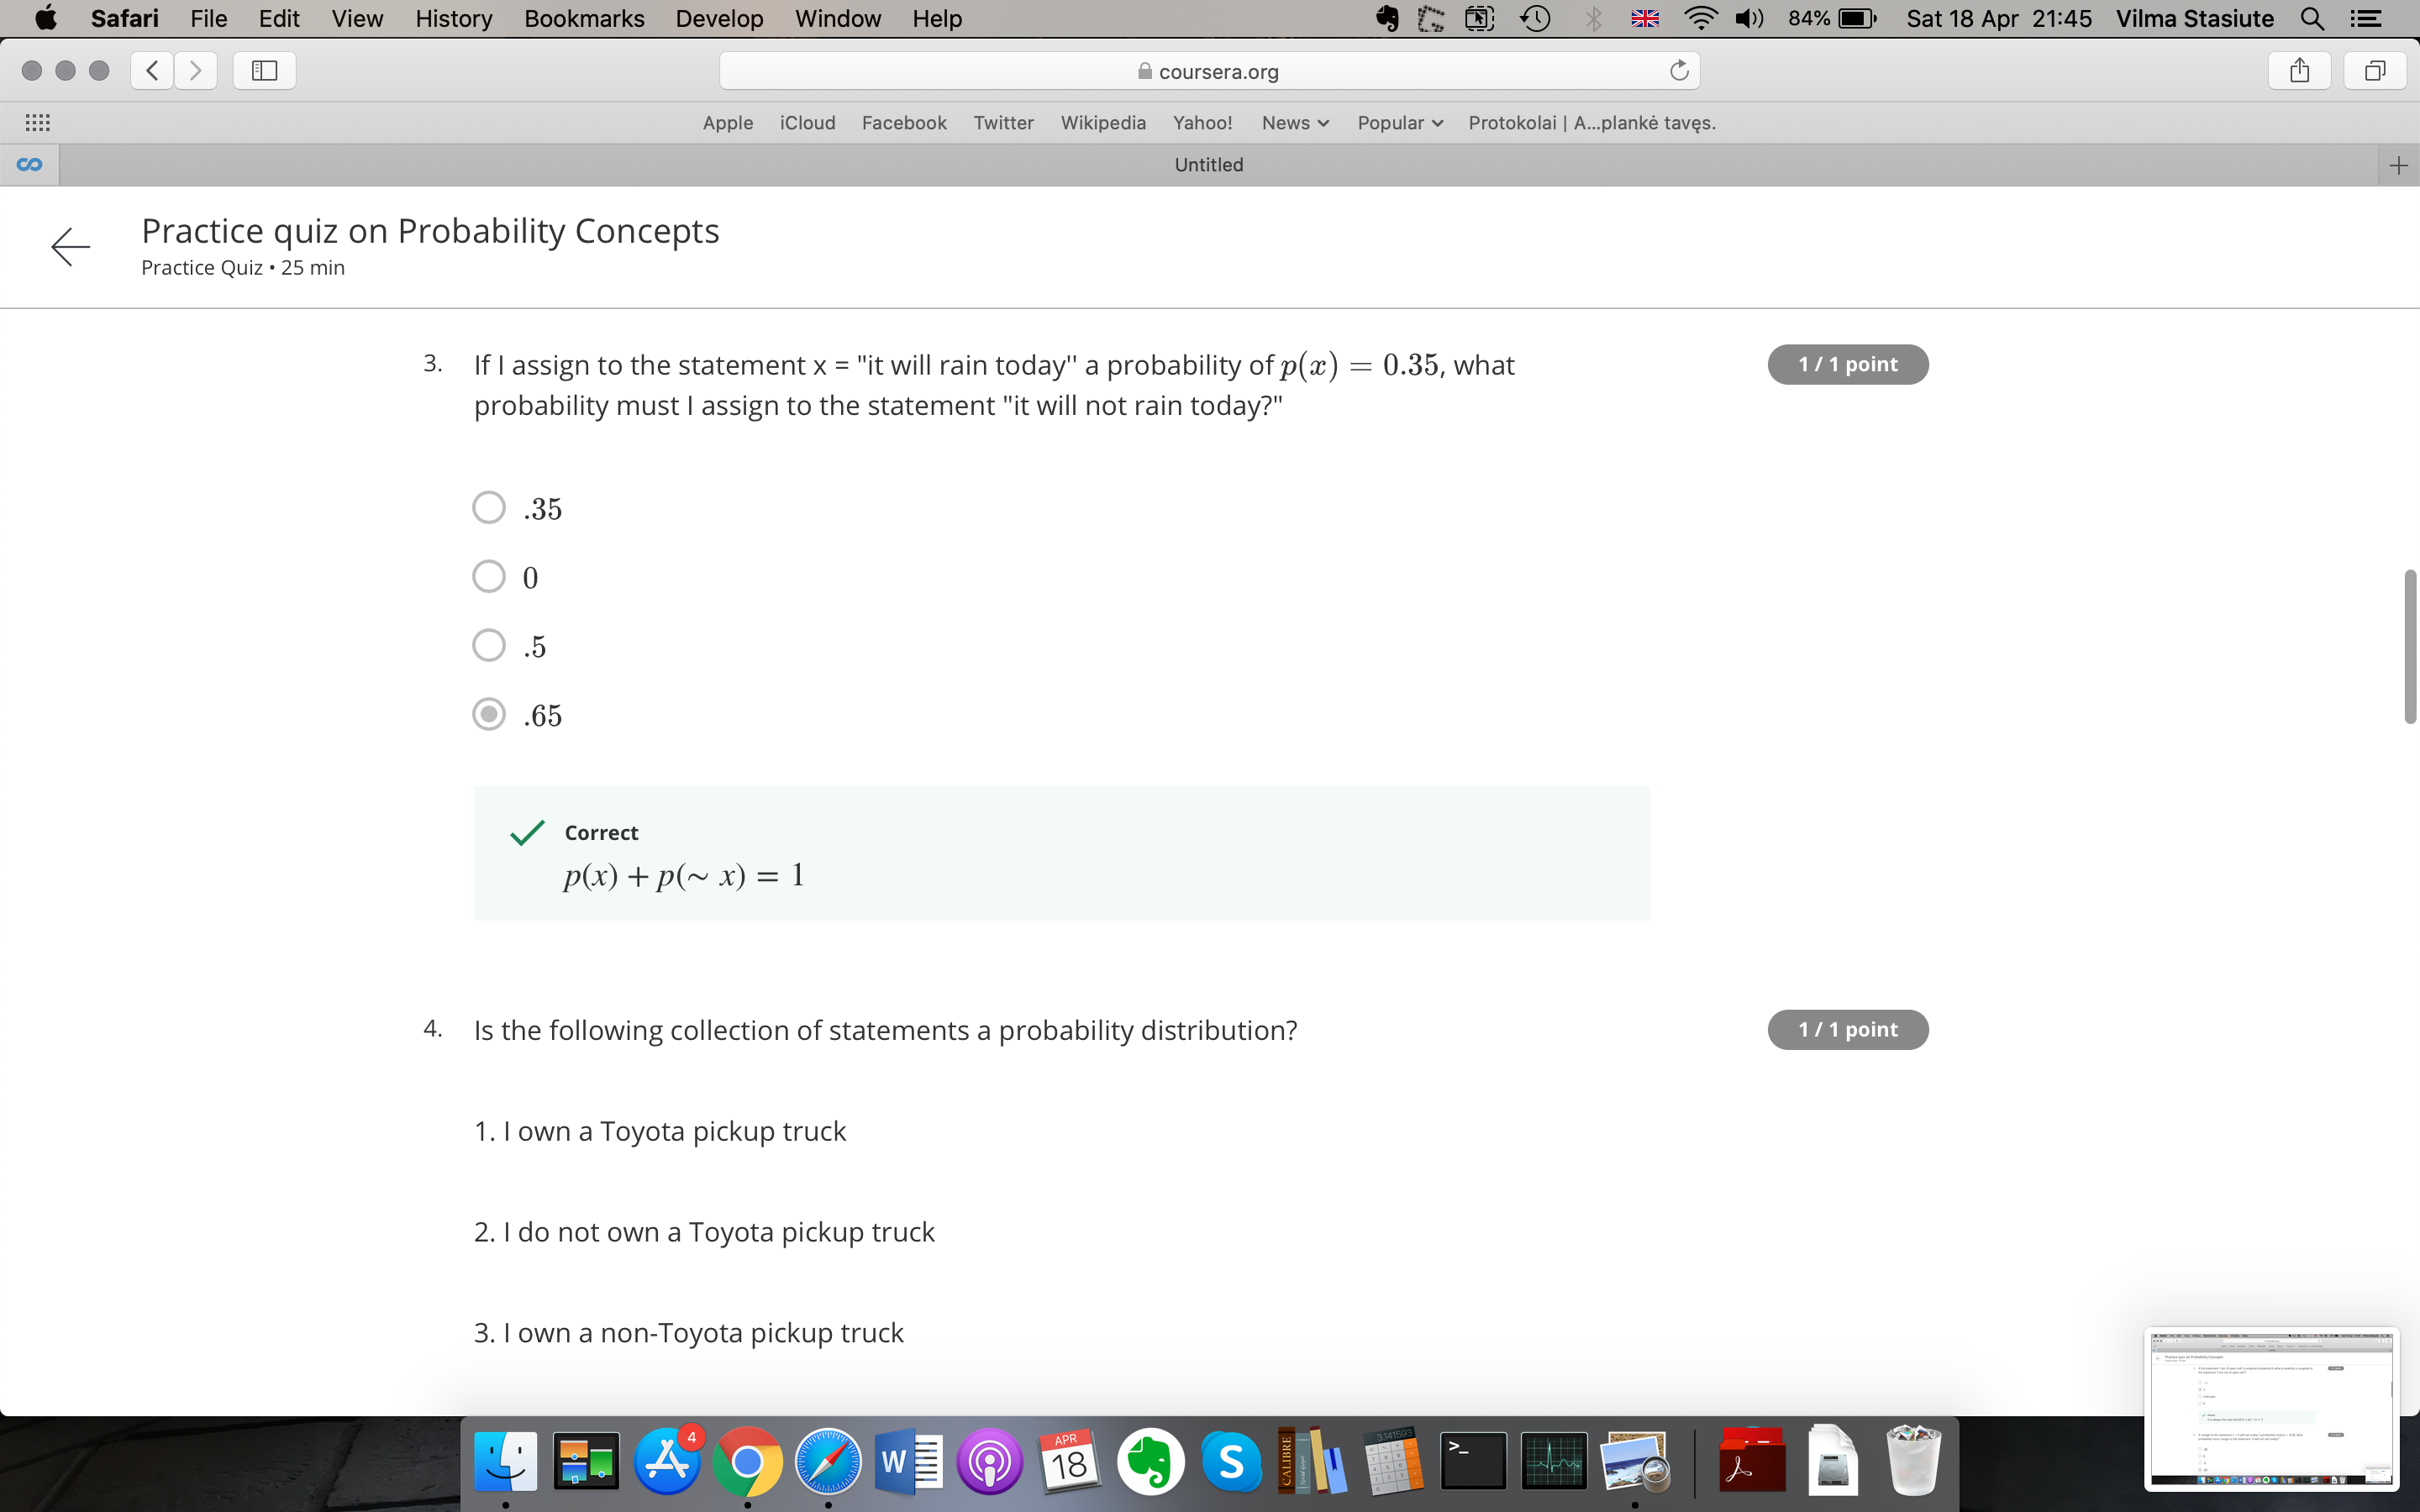 Safari File Edit View History Bookmarks Develop Window Help 84% Sat 18 Apr 21:45 Vilma Stasiute
coursera.org
Apple iCloud Facebook Twitter Wikipedia Yahoo! News Popular Protokolai | A...plankė tavęs.
Untitled
Practice quiz on Probability Concepts
Practice Quiz • 25 min
3. If I assign to the statement x = "it will rain today'' a probability of p(x) = 0.35, what 1 / 1 point
probability must I assign to the statement "it will not rain today?"
.35
0
.5
.65
Correct
p(x) + p(∼ x) = 1
4. Is the following collection of statements a probability distribution? 1 / 1 point
1. I own a Toyota pickup truck
2. I do not own a Toyota pickup truck
3. I own a non-Toyota pickup truck
4
W
APR
18
S
CALIBRE
3.141593
>_